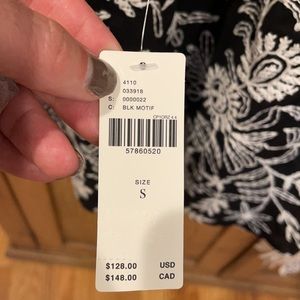 4110
033918
S: 0000022
C: BLK MOTIF
57860520
SIZE
S
$128.00 USD
$148.00 CAD